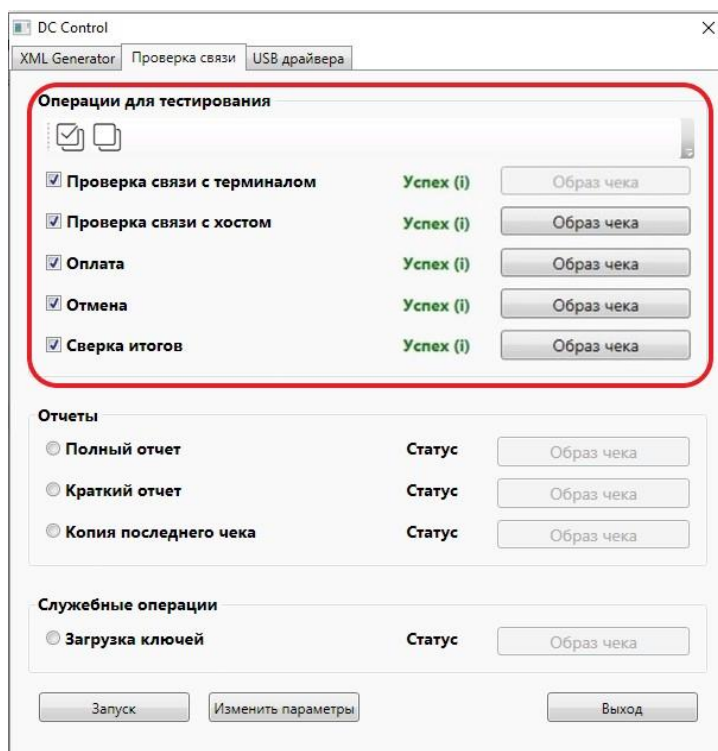 DC Control
XML Generator Проверка связи USB драйвера
Операции для тестирования
Проверка связи с терминалом Успех (i) Образ чека
Проверка связи с хостом Успех (i) Образ чека
Оплата Успех (i) Образ чека
Отмена Успех (i) Образ чека
Сверка итогов Успех (i) Образ чека
Отчеты
Полный отчет Статус Образ чека
Краткий отчет Статус Образ чека
Копия последнего чека Статус Образ чека
Служебные операции
Загрузка ключей Статус Образ чека
Запуск Изменить параметры Выход